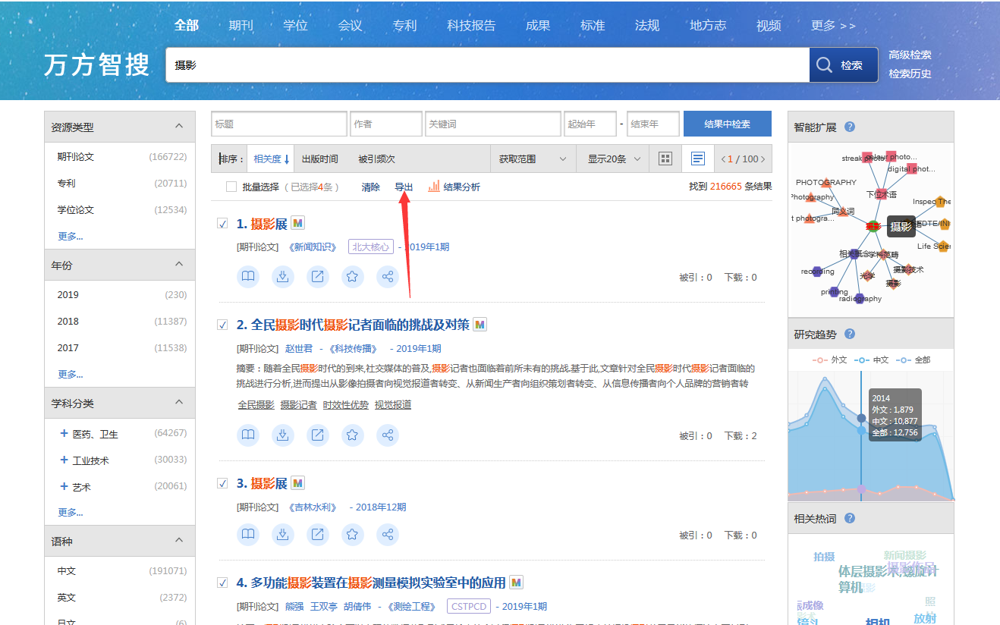 全部 期刊 学位 会议 专利 科技报告 成果 标准 法规 地方志 视频 更多 >>
万方智搜
摄影
检索
高级检索
检索历史
资源类型
期刊论文 (166722)
专利 (20711)
学位论文 (12534)
更多...
年份
2019 (230)
2018 (11387)
2017 (11538)
更多...
学科分类
+ 医药、卫生 (64267)
+ 工业技术 (30033)
+ 艺术 (20061)
更多...
语种
中文 (191071)
英文 (2372)
日文 (6)
标题 作者 关键词 起始年 - 结束年 结果中检索
排序： 相关度 出版时间 被引频次 获取范围 显示20条 1 / 100
批量选择 （已选择4条） 清除 导出 结果分析 找到 216665 条结果
1. 摄影展 M
[期刊论文] 《新闻知识》 北大核心 - 2019年1期
被引：0 下载：0
2. 全民摄影时代摄影记者面临的挑战及对策 M
[期刊论文] 赵世君 - 《科技传播》 - 2019年1期
摘要：随着全民摄影时代的到来,社交媒体的普及,摄影记者也面临着前所未有的挑战,基于此,文章针对全民摄影时代摄影记者面临的
挑战进行分析,进而提出从影像拍摄者向视觉报道者转变、从新闻生产者向组织策划者转变、从信息传播者向个人品牌的营销者转
全民摄影 摄影记者 时效性优势 视觉报道
被引：0 下载：2
3. 摄影展 M
[期刊论文] 《吉林水利》 - 2018年12期
被引：0 下载：0
4. 多功能摄影装置在摄影测量模拟实验室中的应用 M
[期刊论文] 能强 王双亭 胡倩伟 - 《测绘工程》 CSTPCD - 2019年1期
智能扩展 ?
streak photo
colour photo...
digital phot...
PHOTOGRAPHY
下位术语
Photography
Inspec The
同义词
t photogra...
摄影
DTE/INI
Life Scien
相关概念
学科范畴
recording
光学
摄影技术
摄影
printing
radiography
研究趋势 ?
外文 中文 全部
2014
外文 : 1,879
中文 : 10,877
全部 : 12,756
相关热词 ?
拍摄
新闻摄影
摄影作品
体层摄影术,螺旋计
算机
照
振成像
放射
镜头
相机